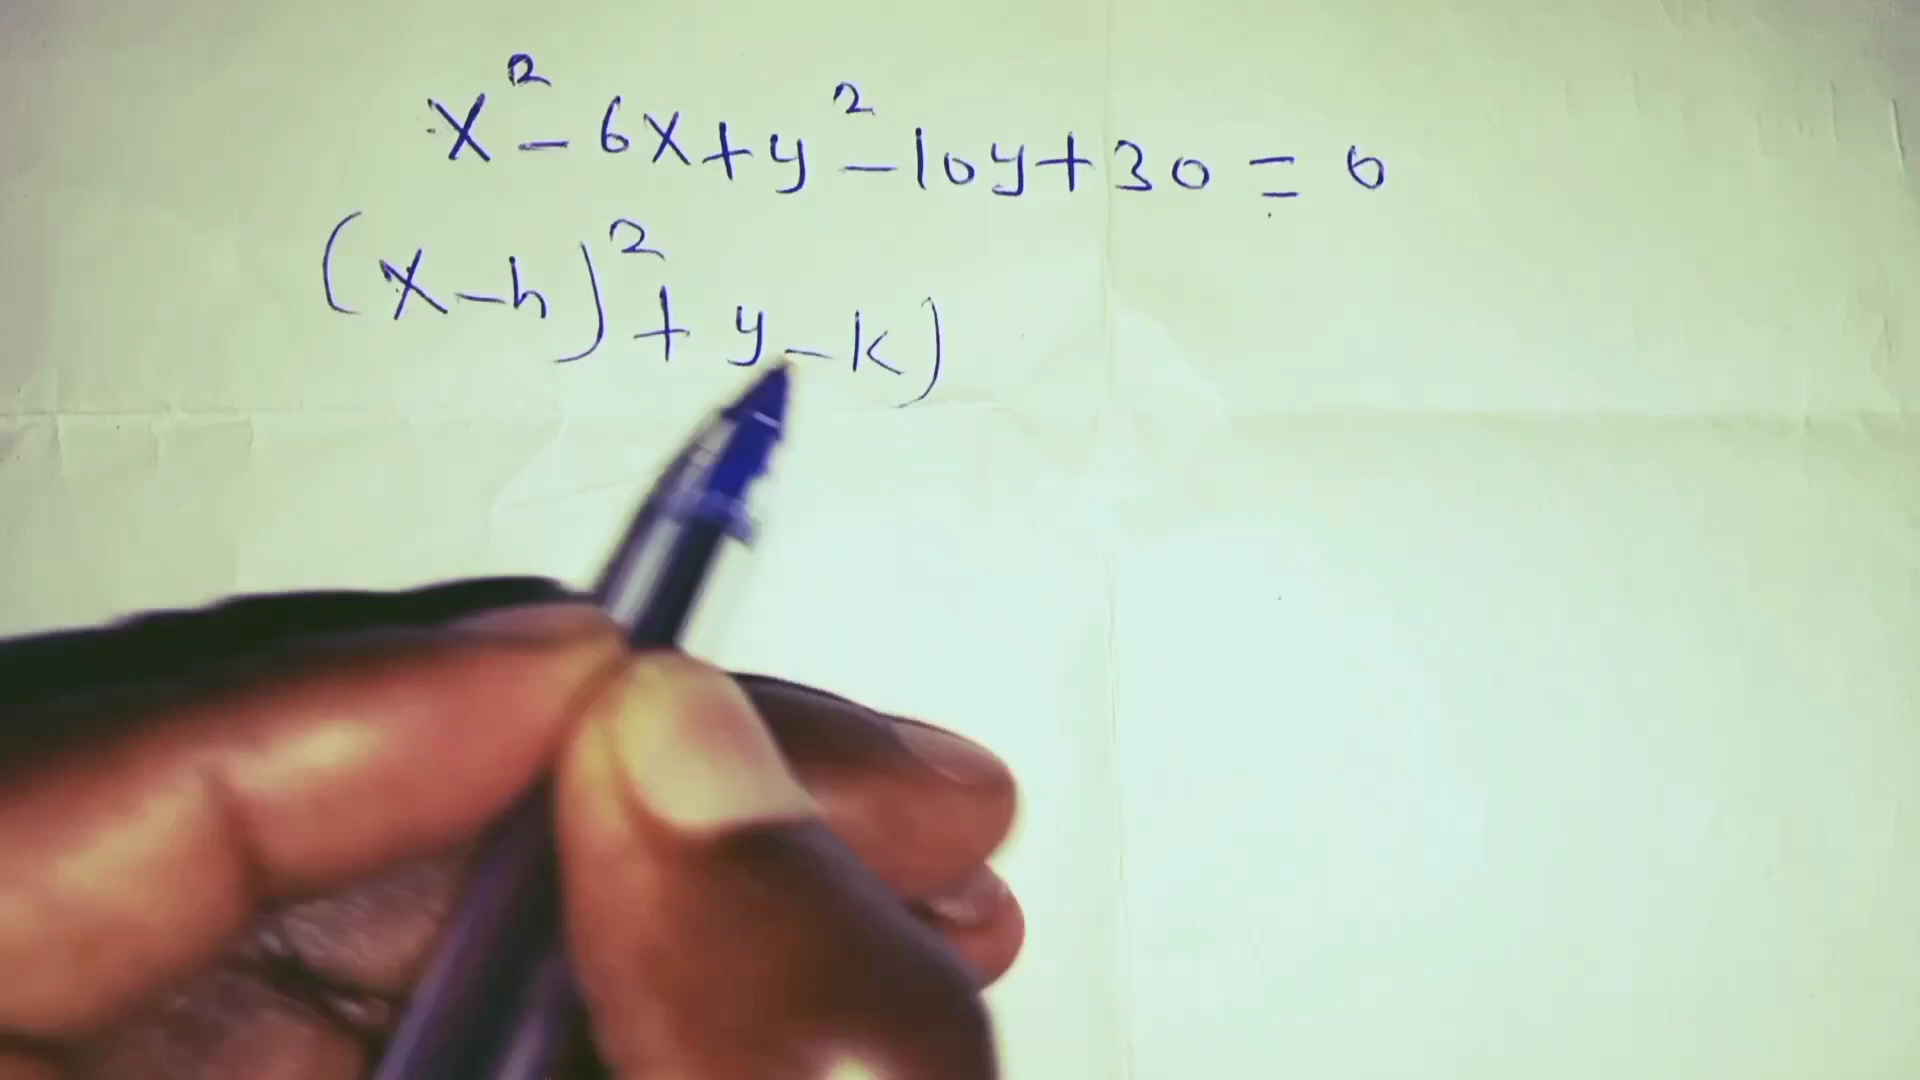 x² - 6x + y² - 10y + 30 = 0
(x - h)² + y - k)